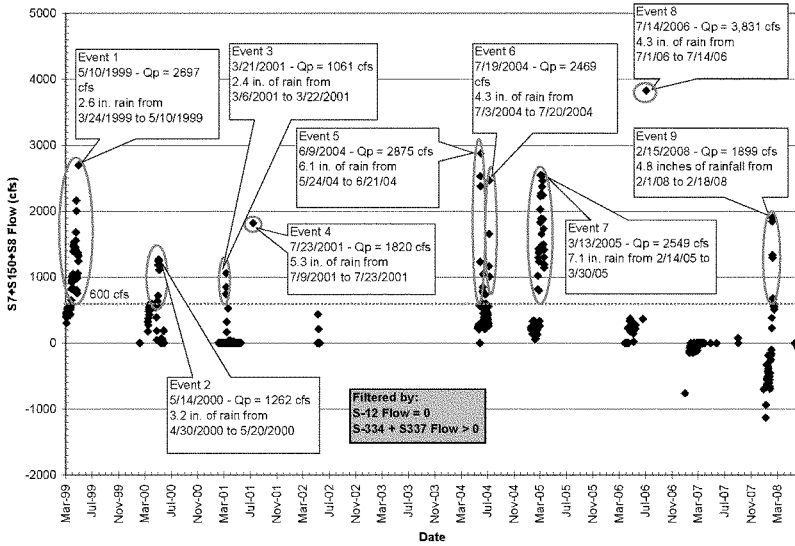 5000
4000
3000
2000
1000
0
-1000
-2000
S7+S150+S8 Flow (cfs)
Event 1
5/10/1999 - Qp = 2697
cfs
2.6 in. of rain from
3/24/1999 to 5/10/1999
Event 3
3/21/2001 - Qp = 1061 cfs
2.4 in. of rain from
3/6/2001 to 3/22/2001
Event 6
7/19/2004 - Qp = 2469
cfs
4.3 in. of rain from
7/3/2004 to 7/20/2004
Event 8
7/14/2006 - Qp = 3,831 cfs
4.3 in. of rain from
7/1/06 to 7/14/06
Event 5
6/9/2004 - Qp = 2875 cfs
6.1 in. of rain from
5/24/04 to 6/21/04
Event 9
2/15/2008 - Qp = 1899 cfs
4.8 inches of rainfall from
2/1/08 to 2/18/08
Event 4
7/23/2001 - Qp = 1820 cfs
5.3 in. of rain from
7/9/2001 to 7/23/2001
Event 7
3/13/2005 - Qp = 2549 cfs
7.1 in. rain from 2/14/05 to
3/30/05
600 cfs
Event 2
5/14/2000 - Qp = 1262 cfs
3.2 in. of rain from
4/30/2000 to 5/20/2000
Filtered by:
S-12 Flow = 0
S-334 + S337 Flow > 0
Mar-99
Jul-99
Nov-99
Mar-00
Jul-00
Nov-00
Mar-01
Jul-01
Nov-01
Mar-02
Jul-02
Nov-02
Mar-03
Jul-03
Nov-03
Mar-04
Jul-04
Nov-04
Mar-05
Jul-05
Nov-05
Mar-06
Jul-06
Nov-06
Mar-07
Jul-07
Nov-07
Mar-08
Date